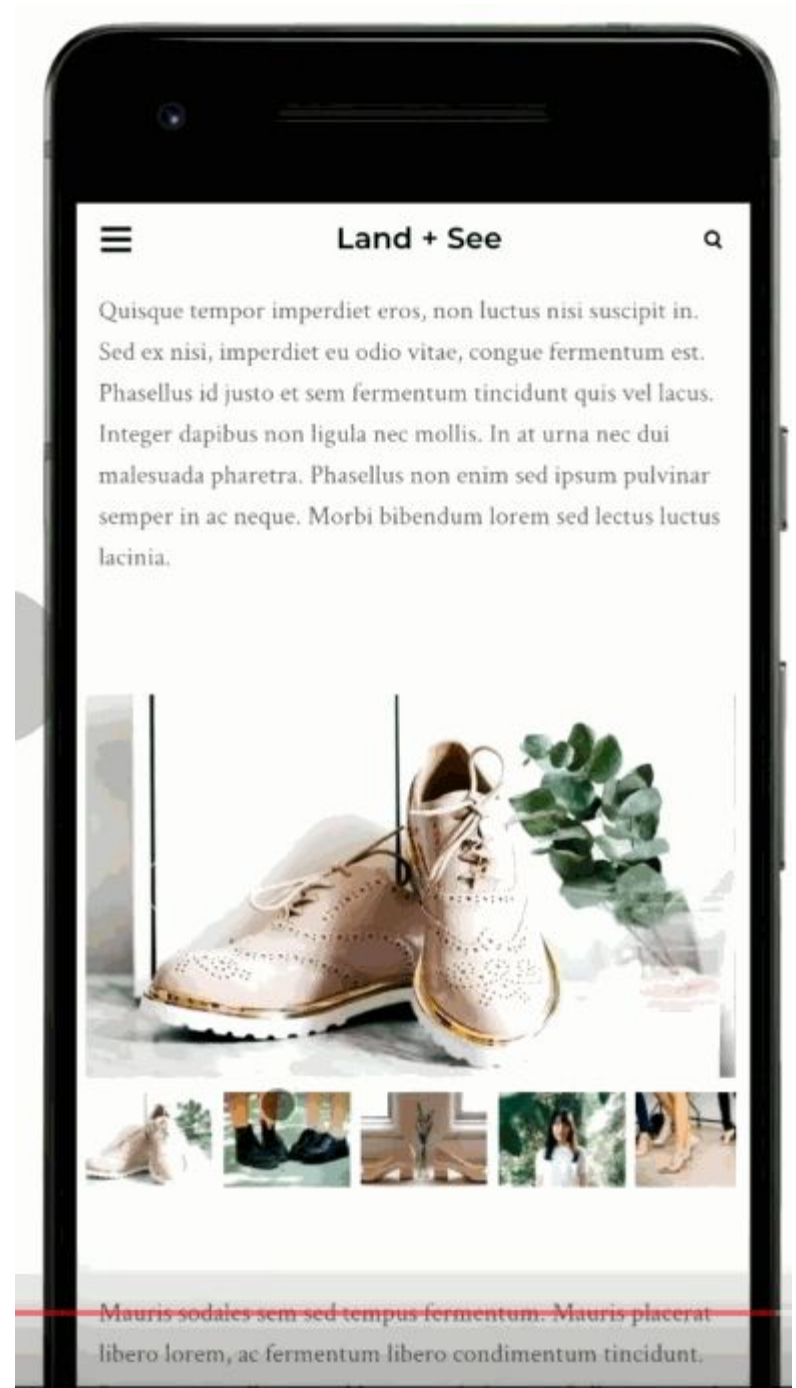 Land + See
Quisque tempor imperdiet eros, non luctus nisi suscipit in.
Sed ex nisi, imperdiet eu odio vitae, congue fermentum est.
Phasellus id justo et sem fermentum tincidunt quis vel lacus.
Integer dapibus non ligula nec mollis. In at urna nec dui
malesuada pharetra. Phasellus non enim sed ipsum pulvinar
semper in ac neque. Morbi bibendum lorem sed lectus luctus
lacinia.
Mauris sodales sem sed tempus fermentum. Mauris placerat
libero lorem, ac fermentum libero condimentum tincidunt.